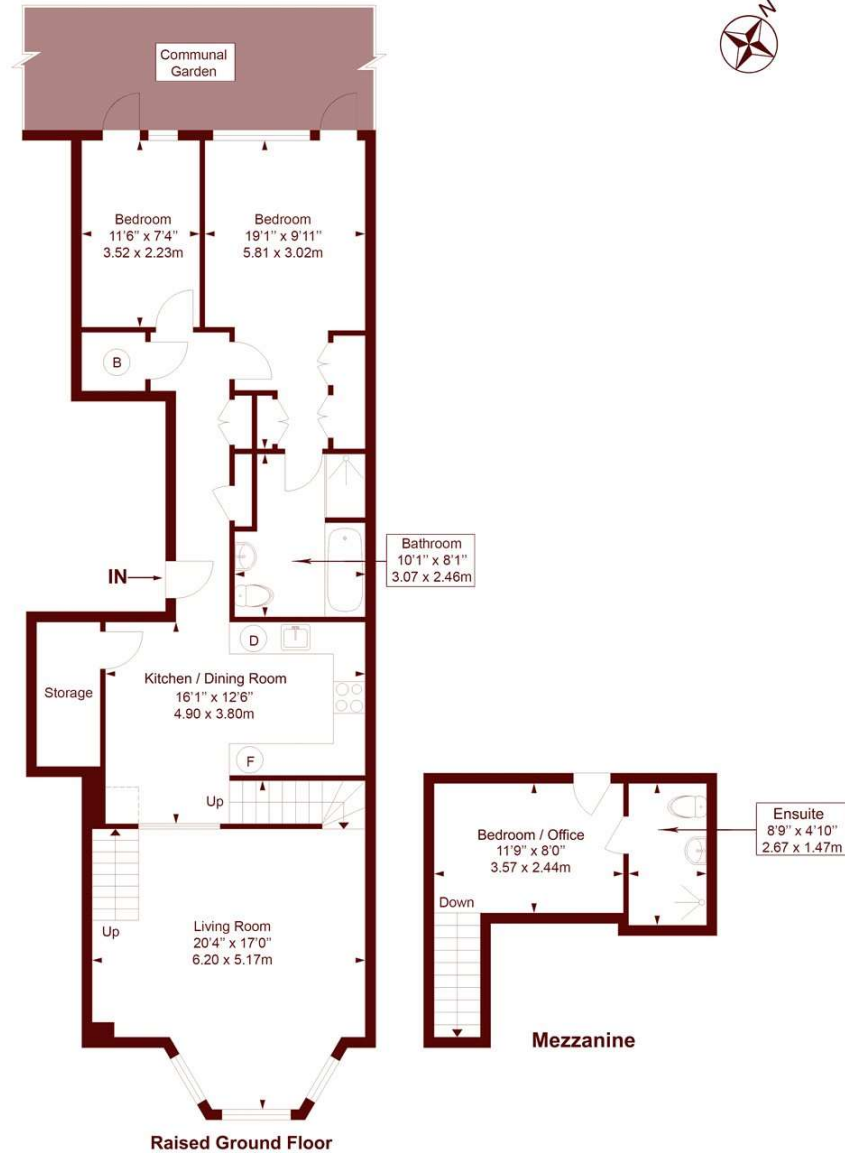 N
Communal
Garden
Bedroom
11'6" x 7'4"
3.52 x 2.23m
Bedroom
19'1" x 9'11"
5.81 x 3.02m
B
IN
Bathroom
10'1" x 8'1"
3.07 x 2.46m
D
Storage
Kitchen / Dining Room
16'1" x 12'6"
4.90 x 3.80m
F
Up
Up
Living Room
20'4" x 17'0"
6.20 x 5.17m
Raised Ground Floor
Bedroom / Office
11'9" x 8'0"
3.57 x 2.44m
Down
Ensuite
8'9" x 4'10"
2.67 x 1.47m
Mezzanine